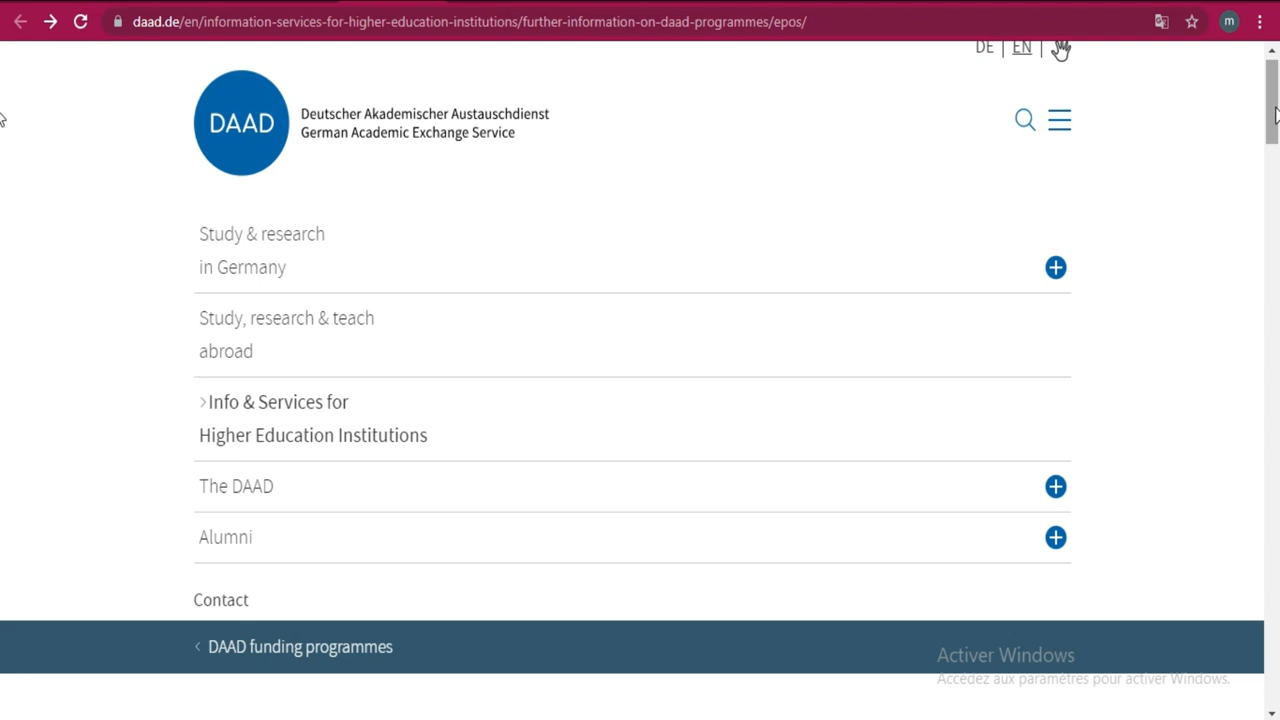 daad.de/en/information-services-for-higher-education-institutions/further-information-on-daad-programmes/epos/
m
DE | EN |
DAAD
Deutscher Akademischer Austauschdienst
German Academic Exchange Service
Study & research
in Germany
Study, research & teach
abroad
Info & Services for
Higher Education Institutions
The DAAD
Alumni
Contact
DAAD funding programmes
Activer Windows
Accédez aux paramètres pour activer Windows.